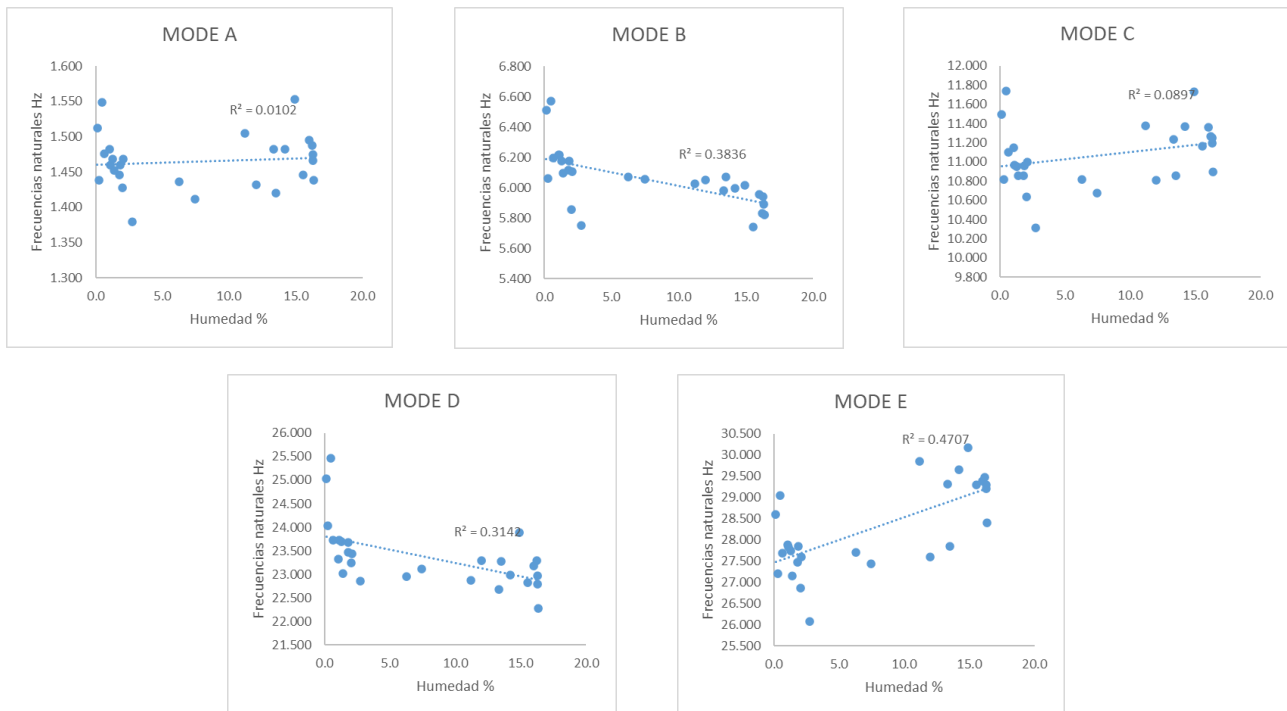 MODE A
Frecuencias naturales Hz
1.600
1.550
1.500
1.450
1.400
1.350
1.300
R² = 0.0102
0.0 5.0 10.0 15.0 20.0
Humedad %
MODE B
Frecuencias naturales Hz
6.800
6.600
6.400
6.200
6.000
5.800
5.600
5.400
R² = 0.3836
0.0 5.0 10.0 15.0 20.0
Humedad %
MODE C
Frecuencias naturales Hz
12.000
11.800
11.600
11.400
11.200
11.000
10.800
10.600
10.400
10.200
10.000
9.800
R² = 0.0897
0.0 5.0 10.0 15.0 20.0
Humedad %
MODE D
Frecuencias naturales Hz
26.000
25.500
25.000
24.500
24.000
23.500
23.000
22.500
22.000
21.500
R² = 0.3142
0.0 5.0 10.0 15.0 20.0
Humedad %
MODE E
Frecuencias naturales Hz
30.500
30.000
29.500
29.000
28.500
28.000
27.500
27.000
26.500
26.000
25.500
R² = 0.4707
0.0 5.0 10.0 15.0 20.0
Humedad %